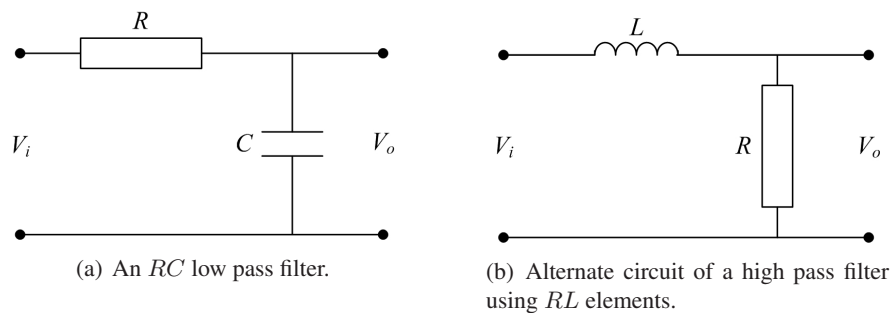 R
C
V_i
V_o
(a) An RC low pass filter.
L
R
V_i
V_o
(b) Alternate circuit of a high pass filter
using RL elements.